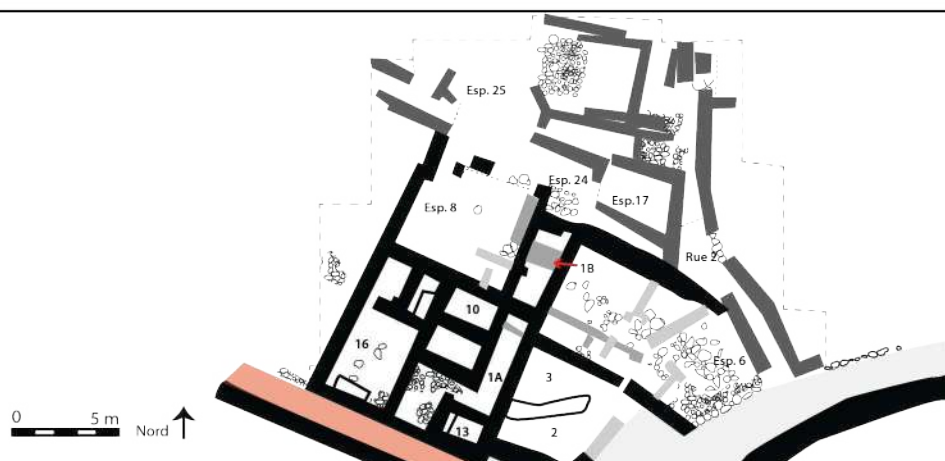 Esp. 25
Esp. 24
Esp.17
Esp. 8
Rue 2
1B
10
16
Esp. 6
1A
3
0 5 m
Nord
13
2